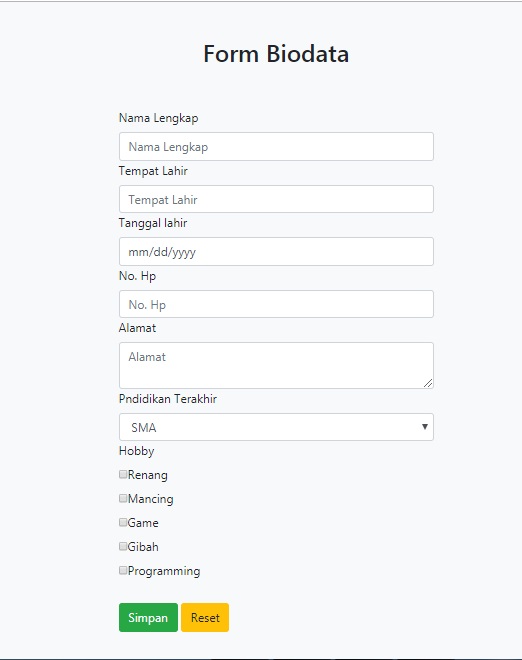 Form Biodata
Nama Lengkap
Nama Lengkap
Tempat Lahir
Tempat Lahir
Tanggal lahir
mm/dd/yyyy
No. Hp
No. Hp
Alamat
Alamat
Pndidikan Terakhir
SMA
Hobby
Renang
Mancing
Game
Gibah
Programming
Simpan Reset